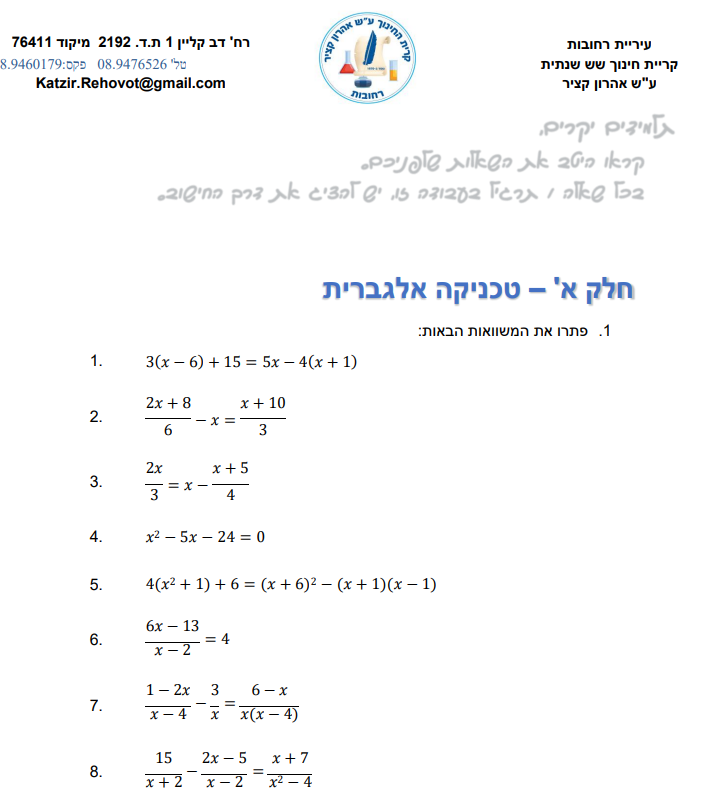 עיריית רחובות
קריית חינוך שש שנתית
ע"ש אהרון קציר
קרית החינוך ע"ש אהרון קציר
רחובות
רח' דב קליין 1 ת.ד. 2192 מיקוד 76411
טל' 08.9476526 פקס:8.9460179
Katzir.Rehovot@gmail.com
תלמידים יקרים,
קראו היטב את השאלות שלפניכם.
בכל שאלה / תרגיל בעבודה זו, יש להציג את דרך החישוב.
חלק א' – טכניקה אלגברית
1. פתרו את המשוואות הבאות:
1. 3(x − 6) + 15 = 5x − 4(x + 1)
2. (2x + 8)/6 − x = (x + 10)/3
3. 2x/3 = x − (x + 5)/4
4. x² − 5x − 24 = 0
5. 4(x² + 1) + 6 = (x + 6)² − (x + 1)(x − 1)
6. (6x − 13)/(x − 2) = 4
7. (1 − 2x)/(x − 4) − 3/x = (6 − x)/(x(x − 4))
8. 15/(x + 2) − (2x − 5)/(x − 2) = (x + 7)/(x² − 4)